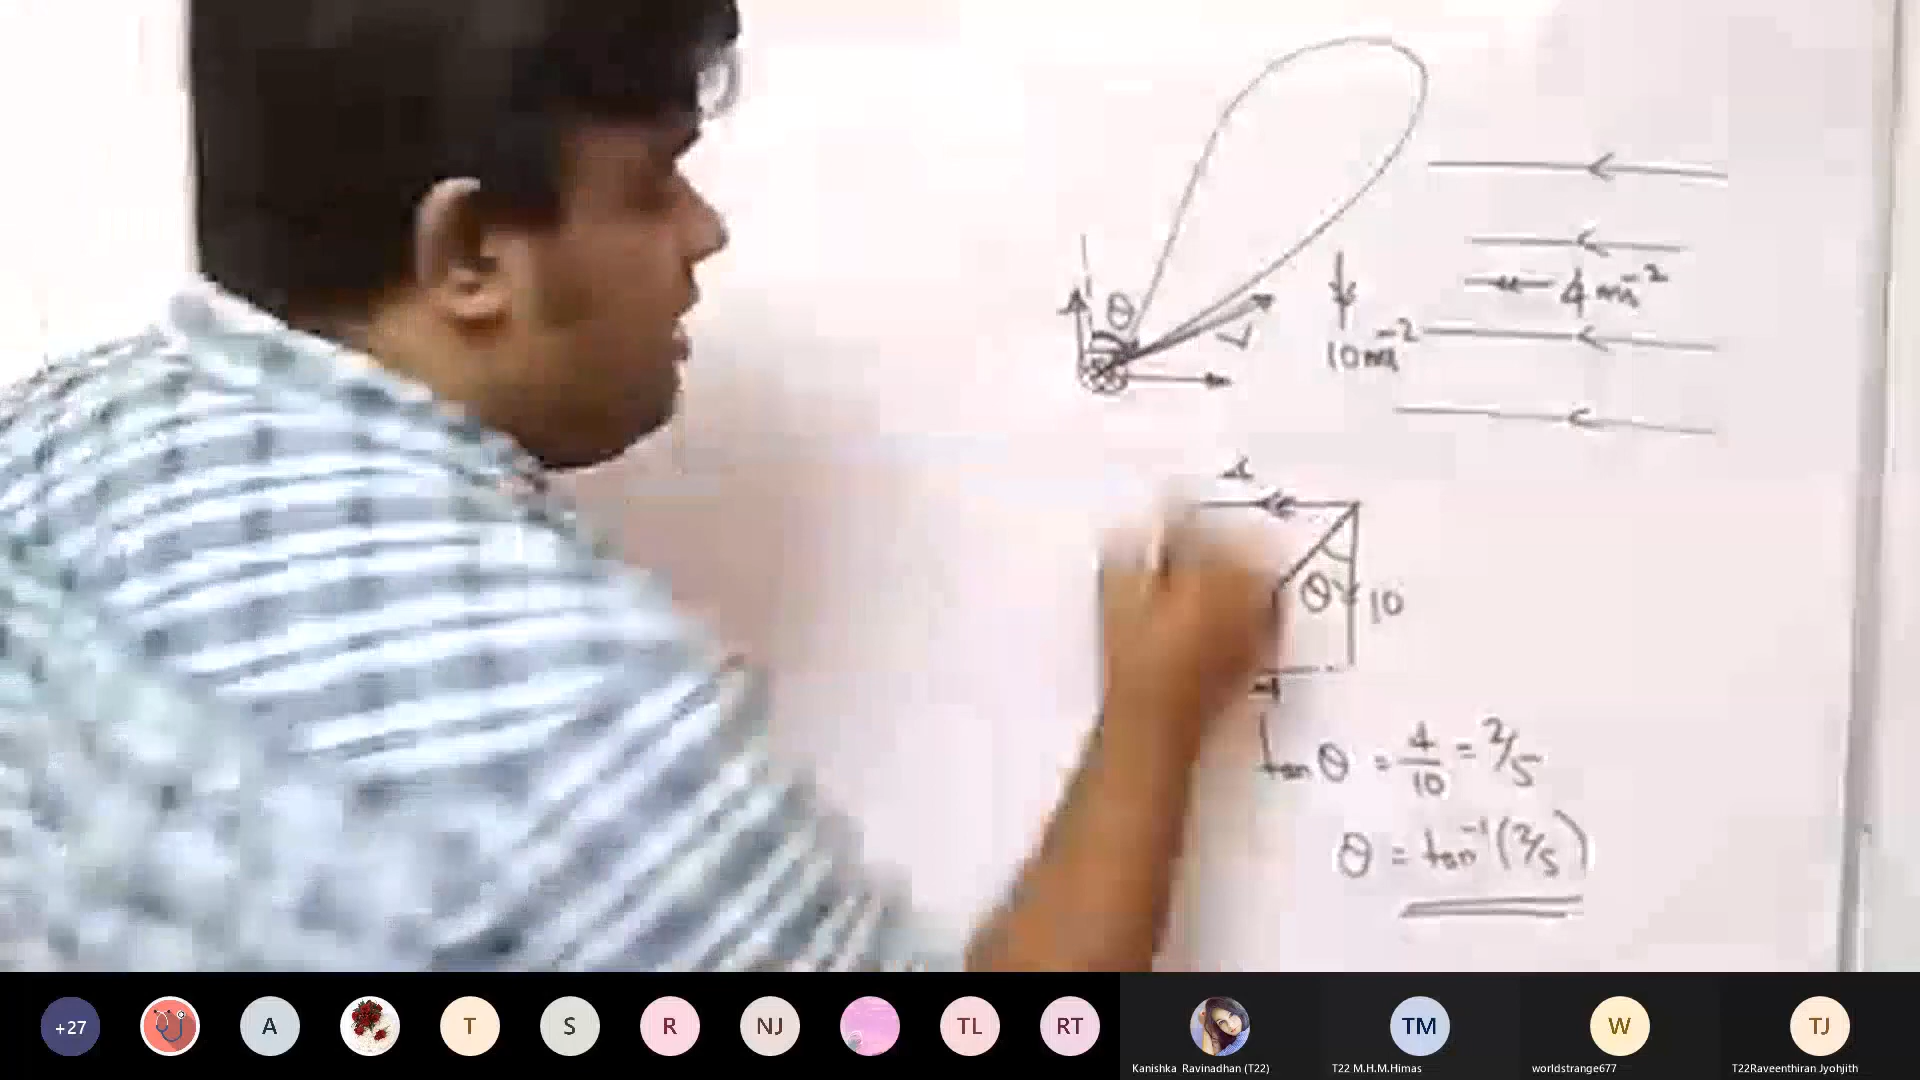 θ
V
4 ms⁻²
10 ms⁻²
θ
10
tan θ = 4/10 = 2/5
θ = tan⁻¹(2/5)
+27
A
T
S
R
NJ
TL
RT
TM
W
TJ
Kanishka Ravinadhan (T22)
T22 M.H.M.Himas
worldstrange677
T22Raveenthiran Jyohjith